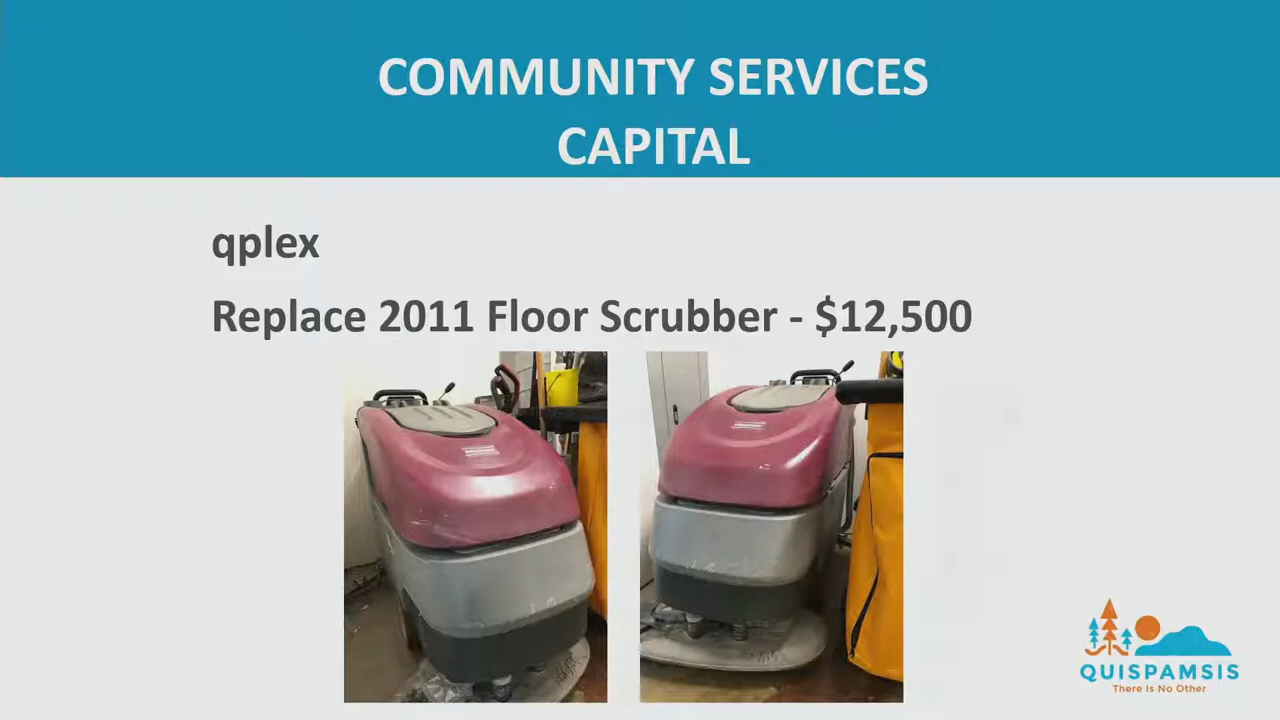 COMMUNITY SERVICES
CAPITAL
qplex
Replace 2011 Floor Scrubber - $12,500
QUISPAMSIS
There Is No Other